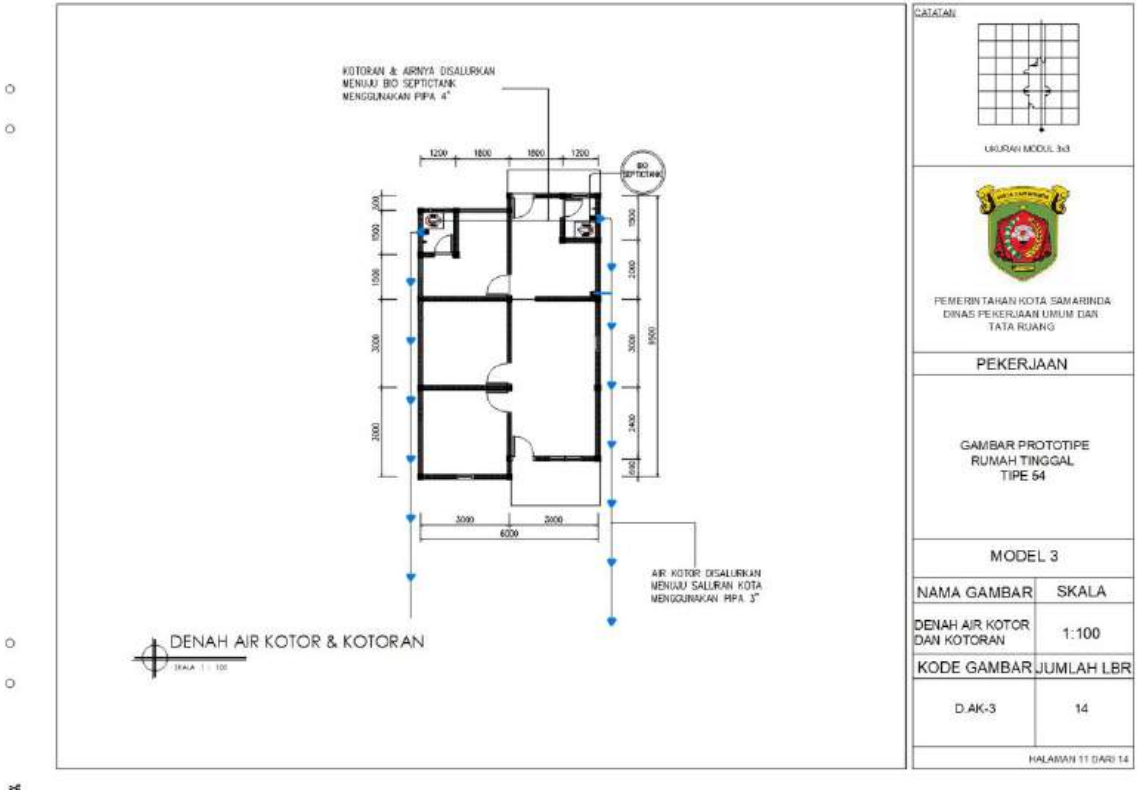 KOTORAN & AIRNYA DISALURKAN
MENUJU BIO SEPTICTANK
MENGGUNAKAN PIPA 4"
1200
1800
1800
1200
BIO
SEPTICTANK
1500
1500
3000
3000
1500
2000
3000
2400
600
9500
3000
3000
6000
AIR KOTOR DISALURKAN
MENUJU SALURAN KOTA
MENGGUNAKAN PIPA 3"
DENAH AIR KOTOR & KOTORAN
SKALA 1 : 100
CATATAN
UKURAN MODUL 3x3
PEMERINTAHAN KOTA SAMARINDA
DINAS PEKERJAAN UMUM DAN
TATA RUANG
PEKERJAAN
GAMBAR PROTOTIPE
RUMAH TINGGAL
TIPE 54
MODEL 3
NAMA GAMBAR
SKALA
DENAH AIR KOTOR
DAN KOTORAN
1:100
KODE GAMBAR
JUMLAH LBR
D.AK-3
14
HALAMAN 11 DARI 14